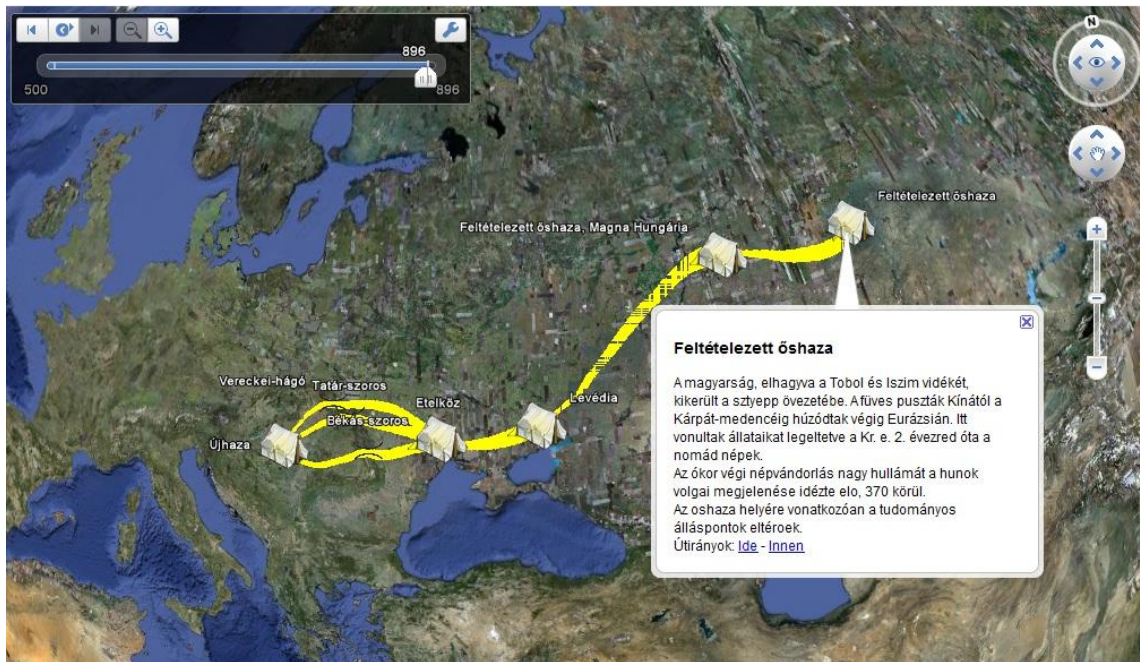 896
500
896
N
Feltételezett őshaza
Feltételezett őshaza, Magna Hungária
Feltételezett őshaza
A magyarság, elhagyva a Tobol és Iszim vidékét,
kikerült a sztyepp övezetébe. A füves puszták Kínától a
Kárpát-medencéig húzódtak végig Eurázsián. Itt
vonultak állataikat legeltetve a Kr. e. 2. évezred óta a
nomád népek.
Az ókor végi népvándorlás nagy hullámát a hunok
volgai megjelenése idézte elo, 370 körül.
Az oshaza helyére vonatkozóan a tudományos
álláspontok eltéroek.
Útirányok: Ide - Innen
Vereckei-hágó
Tatár-szoros
Etelköz
Levédia
Békás-szoros
Újhaza